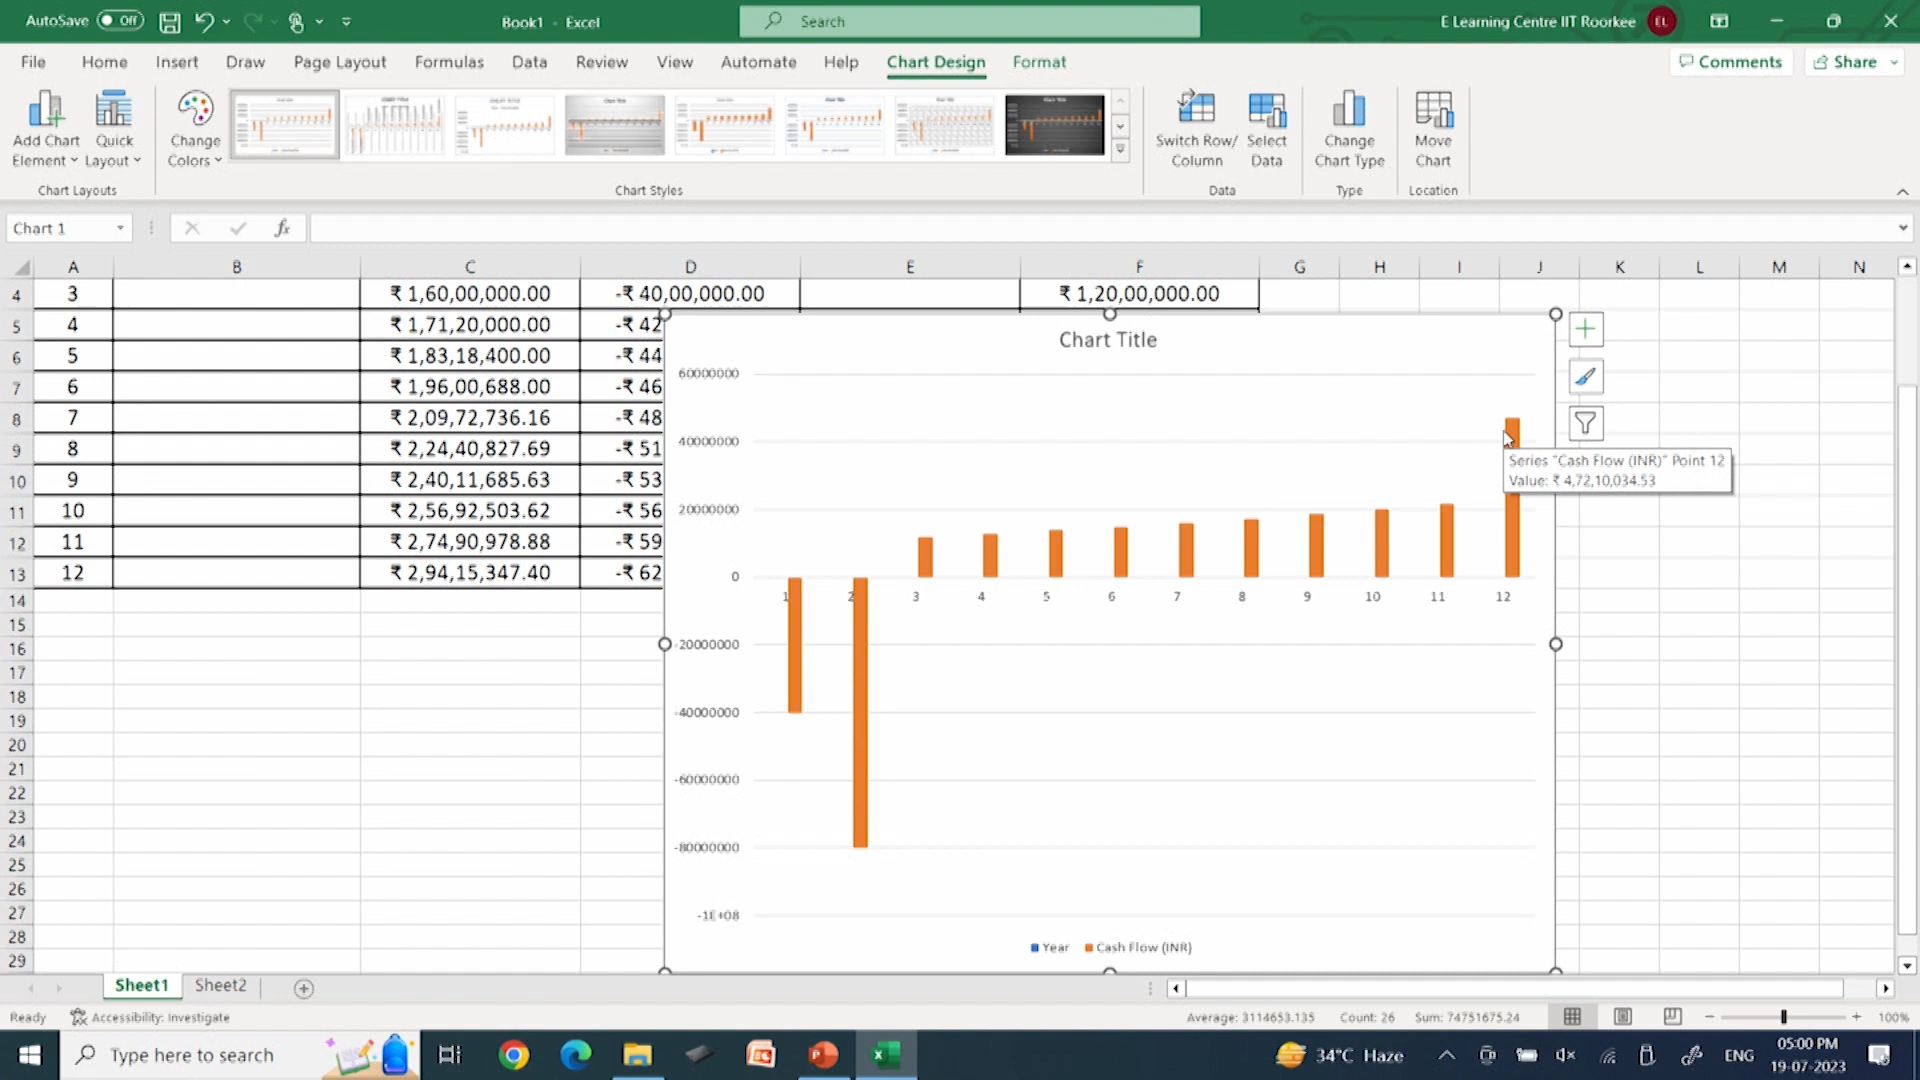 AutoSave Off Book1 - Excel Search E Learning Centre IIT Roorkee EL
File Home Insert Draw Page Layout Formulas Data Review View Automate Help Chart Design Format Comments Share
Add Chart Element Quick Layout Change Colors Switch Row/ Column Select Data Change Chart Type Move Chart
Chart Layouts Chart Styles Data Type Location
Chart 1 fx
A B C D E F G H I J K L M N
4 3 ₹ 1,60,00,000.00 -₹ 40,00,000.00 ₹ 1,20,00,000.00
5 4 ₹ 1,71,20,000.00 -₹ 42
6 5 ₹ 1,83,18,400.00 -₹ 44
7 6 ₹ 1,96,00,688.00 -₹ 46
8 7 ₹ 2,09,72,736.16 -₹ 48
9 8 ₹ 2,24,40,827.69 -₹ 51
10 9 ₹ 2,40,11,685.63 -₹ 53
11 10 ₹ 2,56,92,503.62 -₹ 56
12 11 ₹ 2,74,90,978.88 -₹ 59
13 12 ₹ 2,94,15,347.40 -₹ 62
14
15
16
17
18
19
20
21
22
23
24
25
26
27
28
29
Chart Title
60000000
40000000
20000000
0
-20000000
-40000000
-60000000
-80000000
-1E+08
1 2 3 4 5 6 7 8 9 10 11 12
Series "Cash Flow (INR)" Point 12
Value: ₹ 4,72,10,034.53
Year Cash Flow (INR)
Sheet1 Sheet2
Ready Accessibility: Investigate Average: 3114653.135 Count: 26 Sum: 74751675.24 100%
Type here to search 34°C Haze ENG 05:00 PM
19-07-2023